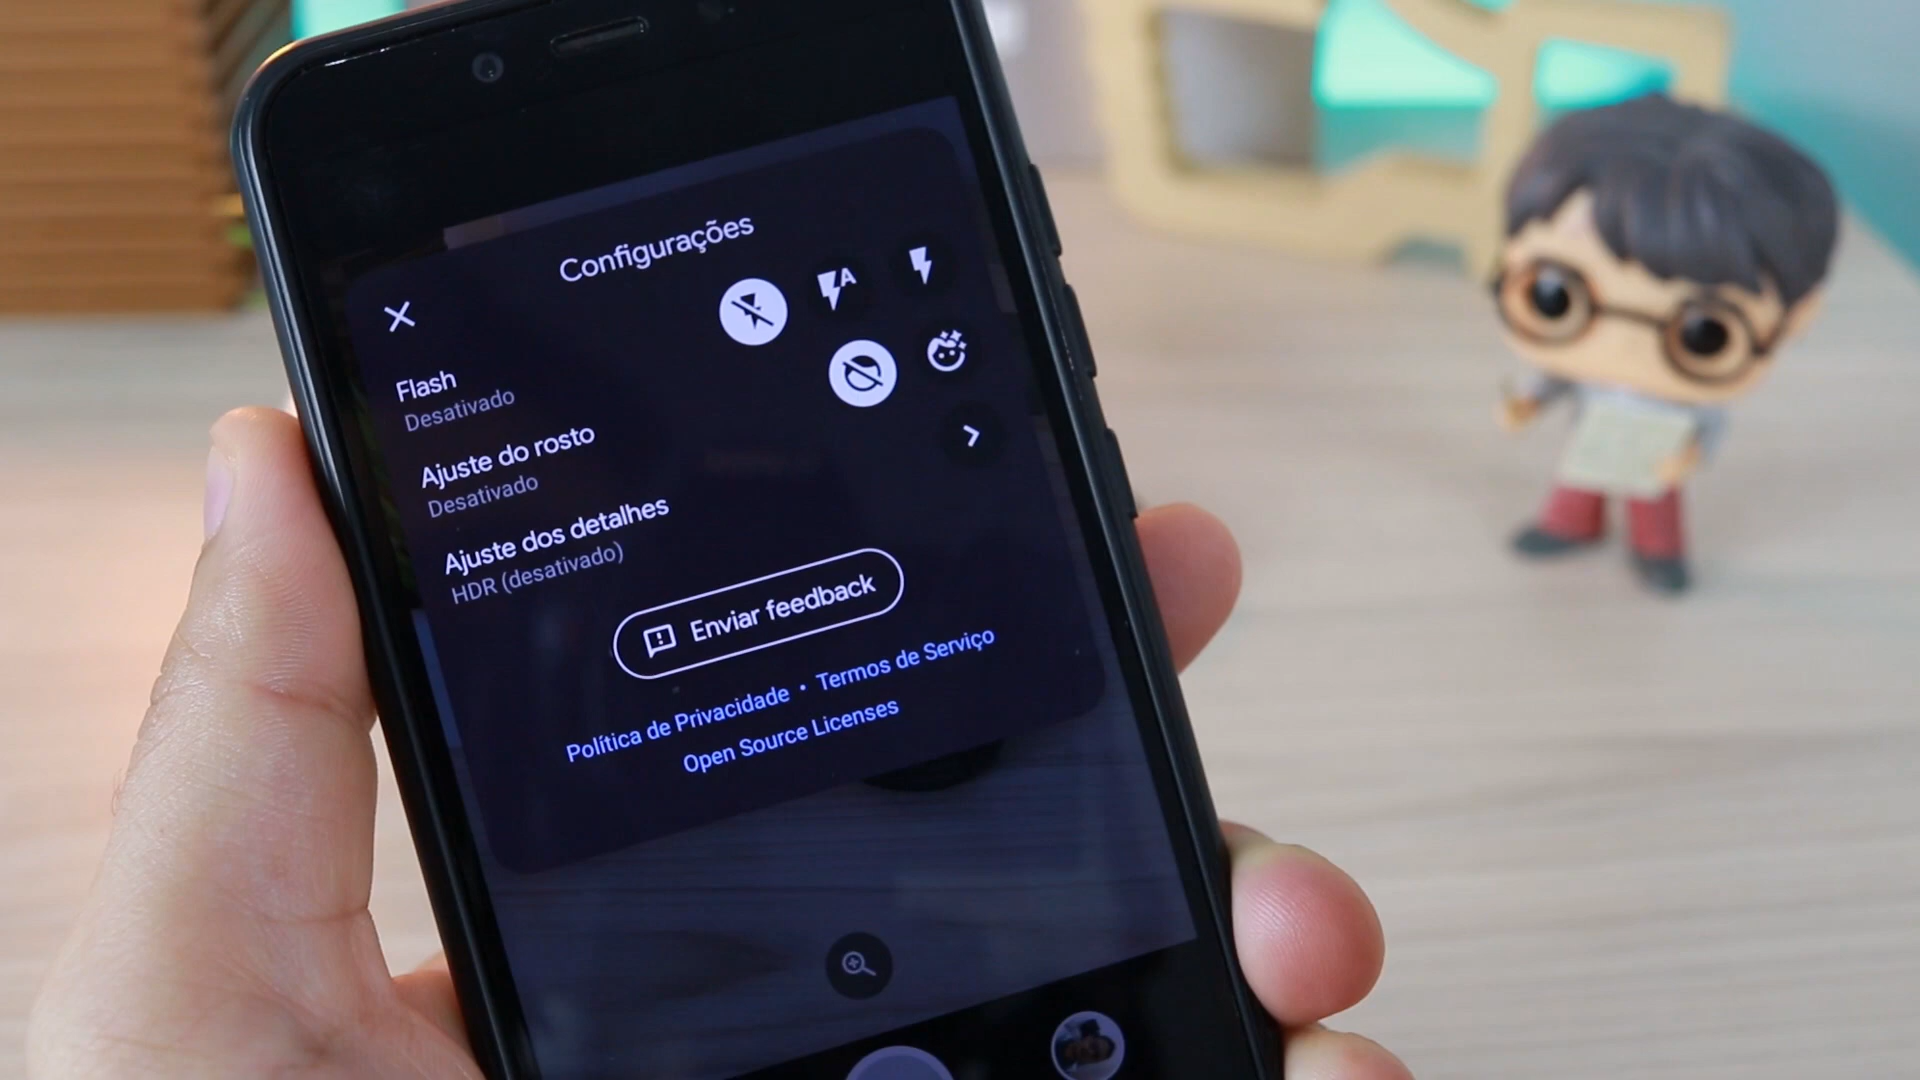 Configurações
Flash
Desativado
Ajuste do rosto
Desativado
Ajuste dos detalhes
HDR (desativado)
Enviar feedback
Política de Privacidade • Termos de Serviço
Open Source Licenses